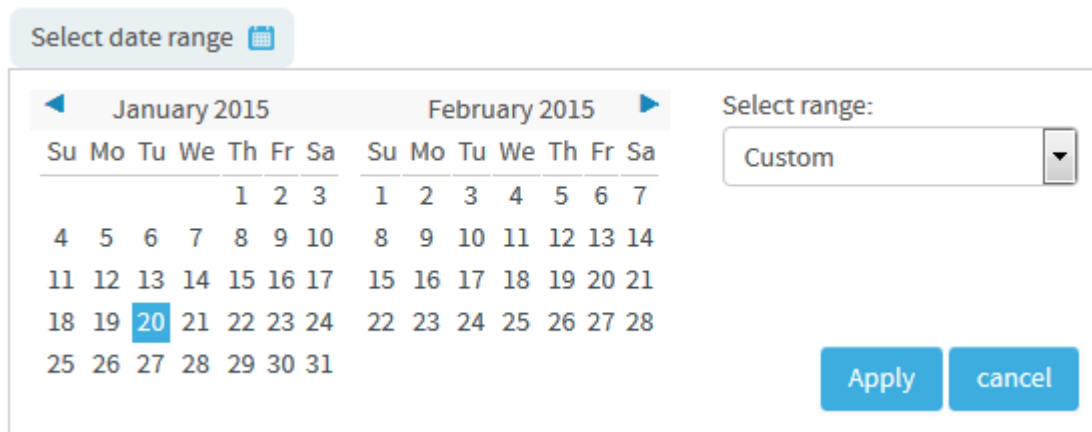 Select date range
January 2015 February 2015 Select range:
Su Mo Tu We Th Fr Sa Su Mo Tu We Th Fr Sa Custom
1 2 3 1 2 3 4 5 6 7
4 5 6 7 8 9 10 8 9 10 11 12 13 14
11 12 13 14 15 16 17 15 16 17 18 19 20 21
18 19 20 21 22 23 24 22 23 24 25 26 27 28
25 26 27 28 29 30 31
Apply cancel